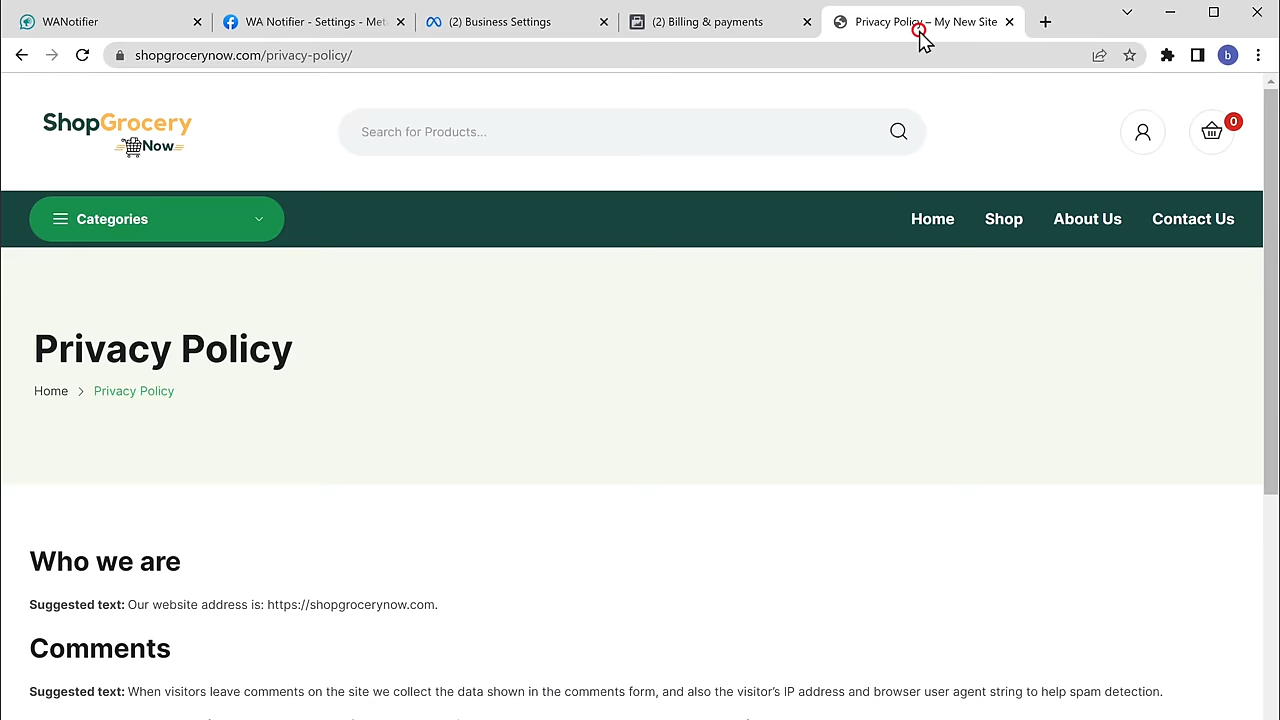 WANotifier
WA Notifier - Settings - Met
(2) Business Settings
(2) Billing & payments
Privacy Policy – My New Site
shopgrocerynow.com/privacy-policy/
b
ShopGrocery
Now
Search for Products...
0
Categories
Home
Shop
About Us
Contact Us
Privacy Policy
Home > Privacy Policy
Who we are
Suggested text: Our website address is: https://shopgrocerynow.com.
Comments
Suggested text: When visitors leave comments on the site we collect the data shown in the comments form, and also the visitor's IP address and browser user agent string to help spam detection.